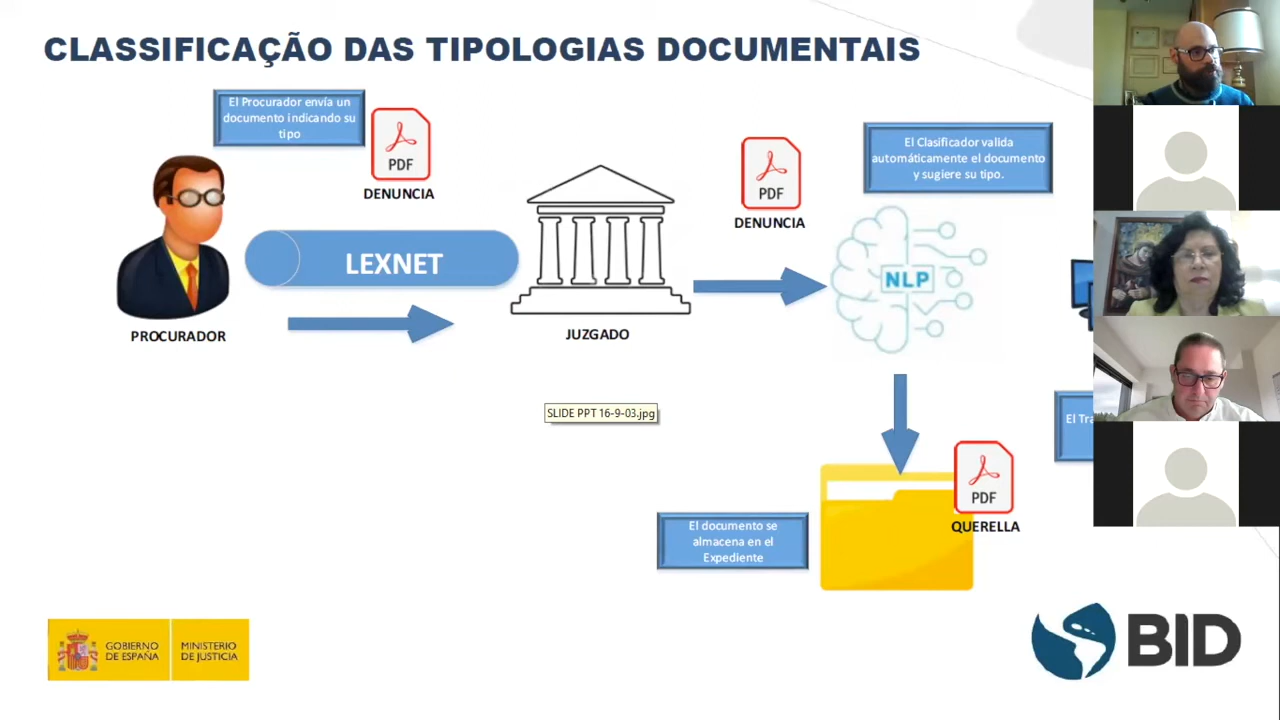 CLASSIFICAÇÃO DAS TIPOLOGIAS DOCUMENTAIS
El Procurador envía un
documento indicando su
tipo
PDF
DENUNCIA
LEXNET
PROCURADOR
JUZGADO
PDF
DENUNCIA
El Clasificador valida
automáticamente el documento
y sugiere su tipo.
NLP
SLIDE PPT 16-9-03.jpg
El
El documento se
almacena en el
Expediente
PDF
QUERELLA
GOBIERNO
DE ESPAÑA
MINISTERIO
DE JUSTICIA
BID